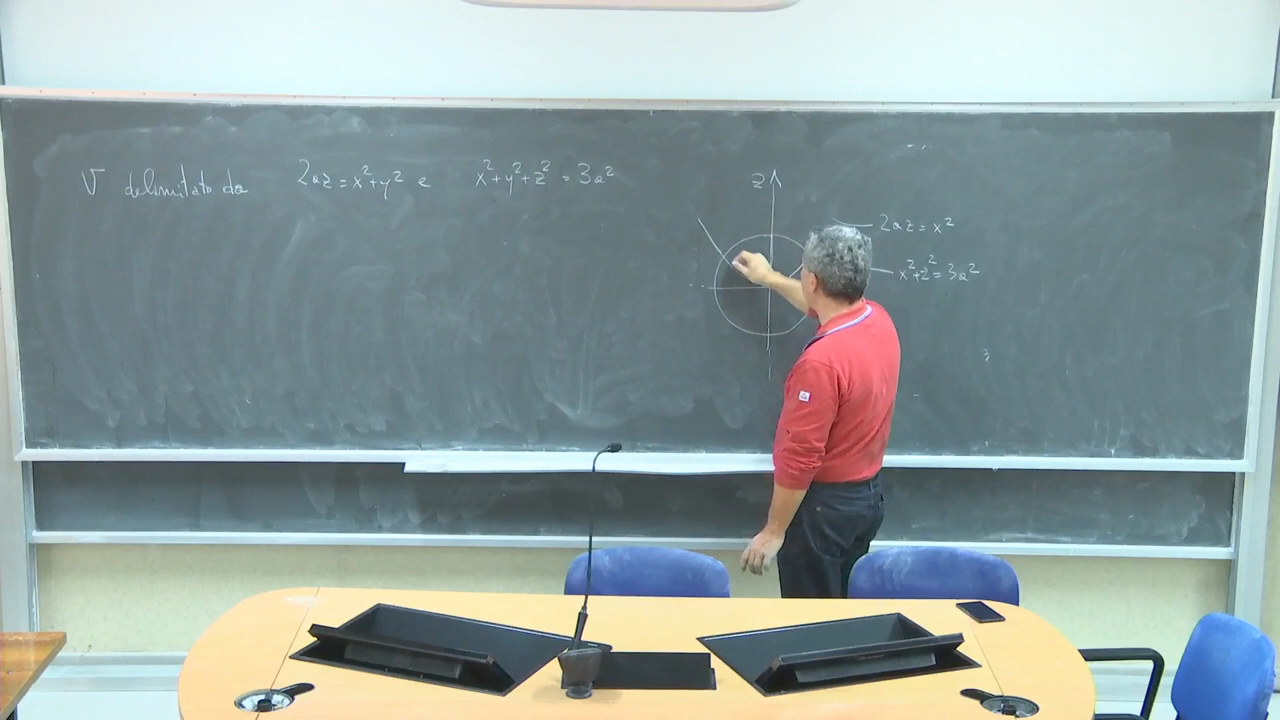 V delimitato da 2az = x²+y² e x²+y²+z² = 3a²
z
2az = x²
x²+z² = 3a²